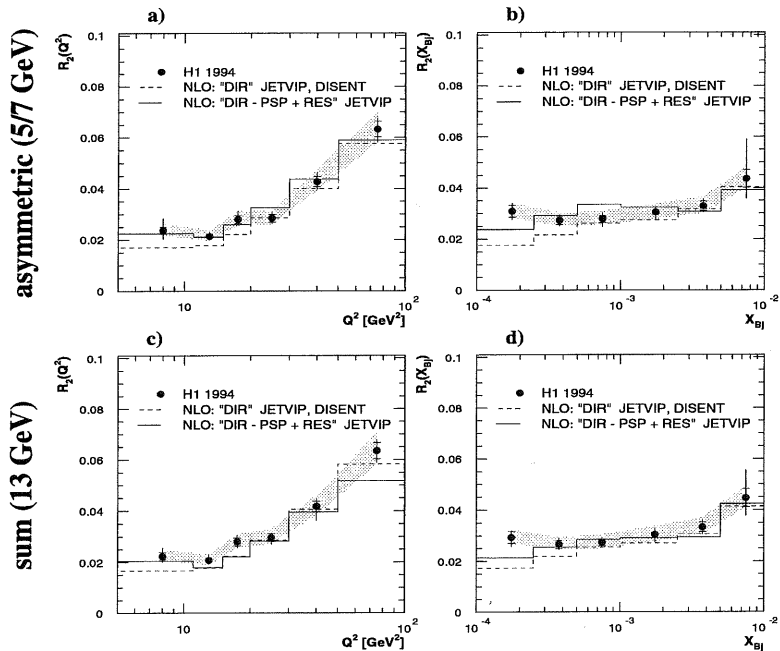 asymmetric (5/7 GeV)
a)
R2(Q²)
0.1
0.08
0.06
0.04
0.02
0
H1 1994
NLO: "DIR" JETVIP, DISENT
NLO: "DIR - PSP + RES" JETVIP
10
10²
Q² [GeV²]
b)
R2(XBj)
0.1
0.08
0.06
0.04
0.02
0
H1 1994
NLO: "DIR" JETVIP, DISENT
NLO: "DIR - PSP + RES" JETVIP
10⁻⁴
10⁻³
10⁻²
XBj
sum (13 GeV)
c)
R2(Q²)
0.1
0.08
0.06
0.04
0.02
0
H1 1994
NLO: "DIR" JETVIP, DISENT
NLO: "DIR - PSP + RES" JETVIP
10
10²
Q² [GeV²]
d)
R2(XBj)
0.1
0.08
0.06
0.04
0.02
0
H1 1994
NLO: "DIR" JETVIP, DISENT
NLO: "DIR - PSP + RES" JETVIP
10⁻⁴
10⁻³
10⁻²
XBj